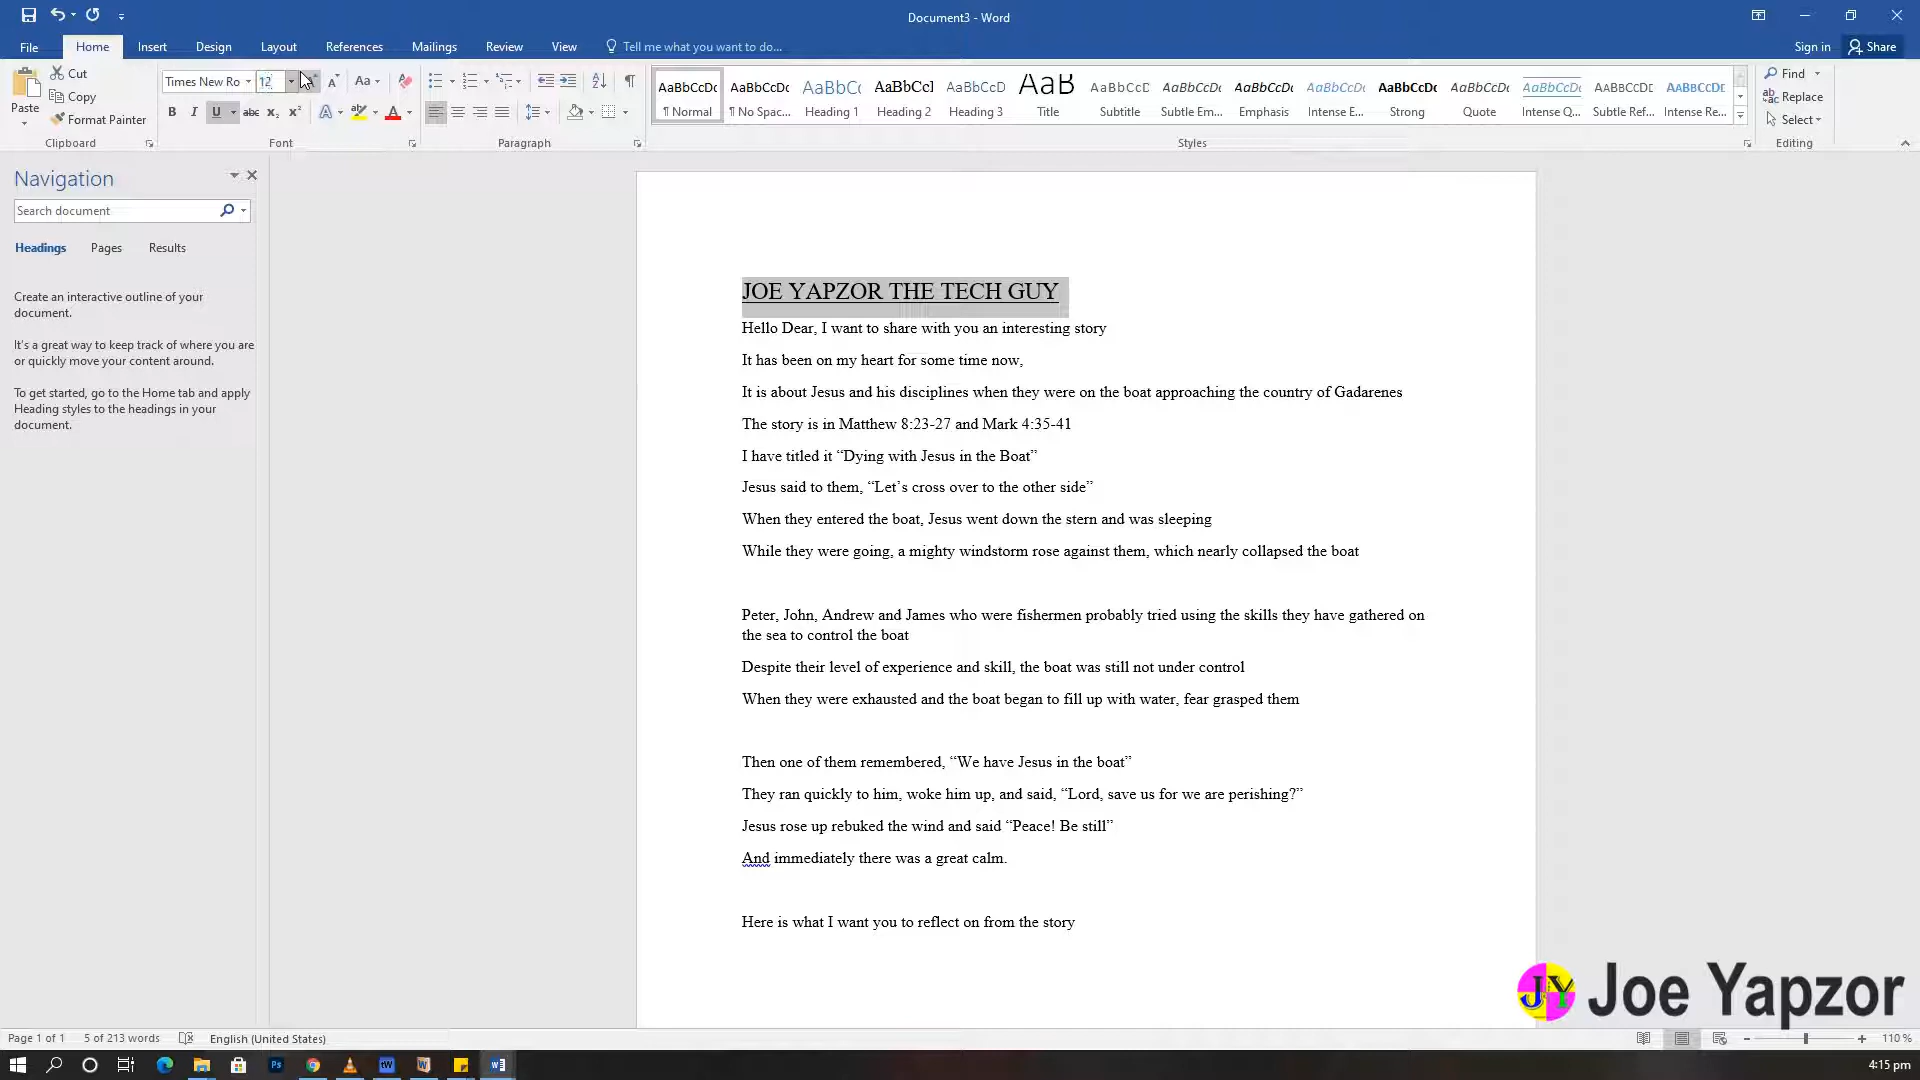 Document3 - Word
File Home Insert Design Layout References Mailings Review View Tell me what you want to do... Sign in Share
Paste Cut Copy Format Painter Clipboard
Times New Ro 12 Aa
B I U abc X₂ X² A A
Font
Paragraph
AaBbCcDc ¶ Normal
AaBbCcDc ¶ No Spac...
AaBbCc Heading 1
AaBbCcI Heading 2
AaBbCcD Heading 3
AaB Title
AaBbCcD Subtitle
AaBbCcDc Subtle Em...
AaBbCcDc Emphasis
AaBbCcDc Intense E...
AaBbCcDc Strong
AaBbCcDc Quote
AaBbCcDc Intense Q...
AABBCCDE Subtle Ref...
AABBCCDE Intense Re...
Styles
Find
Replace
Select
Editing
Navigation
Search document
Headings Pages Results
Create an interactive outline of your
document.
It's a great way to keep track of where you are
or quickly move your content around.
To get started, go to the Home tab and apply
Heading styles to the headings in your
document.
JOE YAPZOR THE TECH GUY
Hello Dear, I want to share with you an interesting story
It has been on my heart for some time now,
It is about Jesus and his disciplines when they were on the boat approaching the country of Gadarenes
The story is in Matthew 8:23-27 and Mark 4:35-41
I have titled it “Dying with Jesus in the Boat”
Jesus said to them, “Let’s cross over to the other side”
When they entered the boat, Jesus went down the stern and was sleeping
While they were going, a mighty windstorm rose against them, which nearly collapsed the boat
Peter, John, Andrew and James who were fishermen probably tried using the skills they have gathered on
the sea to control the boat
Despite their level of experience and skill, the boat was still not under control
When they were exhausted and the boat began to fill up with water, fear grasped them
Then one of them remembered, “We have Jesus in the boat”
They ran quickly to him, woke him up, and said, “Lord, save us for we are perishing?”
Jesus rose up rebuked the wind and said “Peace! Be still”
And immediately there was a great calm.
Here is what I want you to reflect on from the story
JY Joe Yapzor
Page 1 of 1 5 of 213 words English (United States) 110 %
4:15 pm